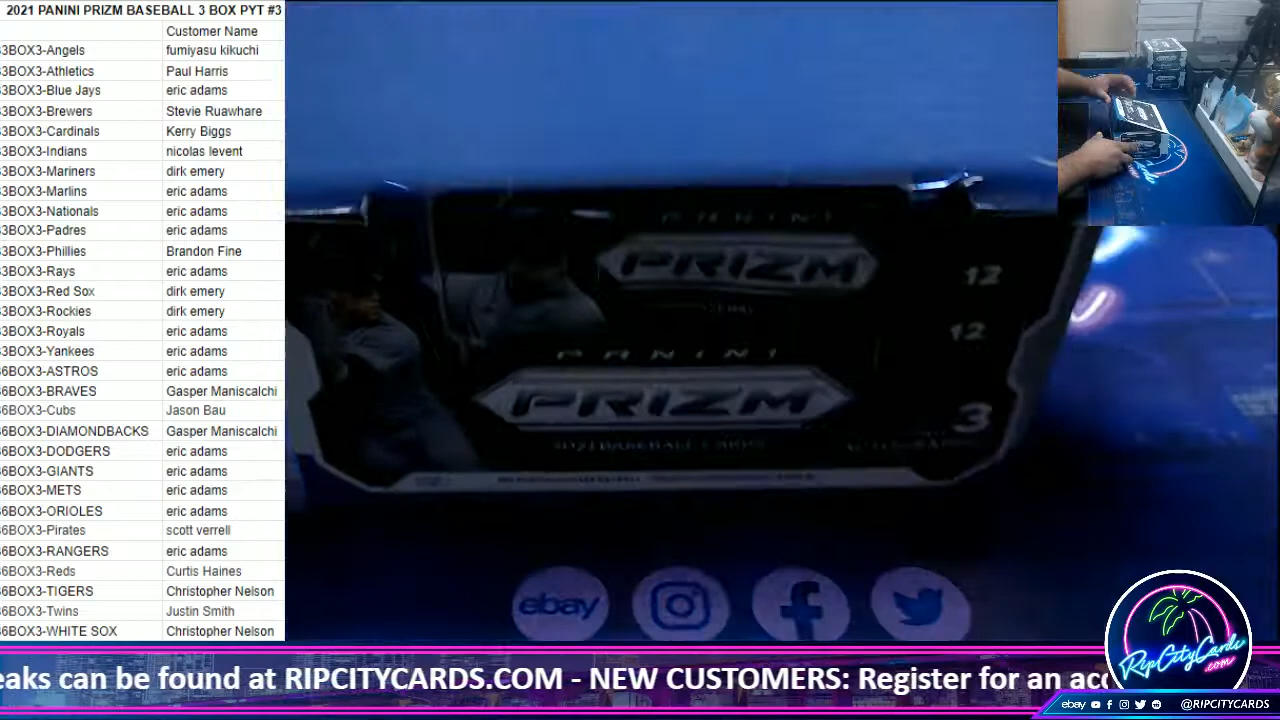 2021 PANINI PRIZM BASEBALL 3 BOX PYT #3
Customer Name
3BOX3-Angels fumiyasu kikuchi
3BOX3-Athletics Paul Harris
3BOX3-Blue Jays eric adams
3BOX3-Brewers Stevie Ruawhare
3BOX3-Cardinals Kerry Biggs
3BOX3-Indians nicolas levent
3BOX3-Mariners dirk emery
3BOX3-Marlins eric adams
3BOX3-Nationals eric adams
3BOX3-Padres eric adams
3BOX3-Phillies Brandon Fine
3BOX3-Rays eric adams
3BOX3-Red Sox dirk emery
3BOX3-Rockies dirk emery
3BOX3-Royals eric adams
3BOX3-Yankees eric adams
6BOX3-ASTROS eric adams
6BOX3-BRAVES Gasper Maniscalchi
6BOX3-Cubs Jason Bau
6BOX3-DIAMONDBACKS Gasper Maniscalchi
6BOX3-DODGERS eric adams
6BOX3-GIANTS eric adams
6BOX3-METS eric adams
6BOX3-ORIOLES eric adams
6BOX3-Pirates scott verrell
6BOX3-RANGERS eric adams
6BOX3-Reds Curtis Haines
6BOX3-TIGERS Christopher Nelson
6BOX3-Twins Justin Smith
6BOX3-WHITE SOX Christopher Nelson
PANINI
PRIZM
12
12
PANINI
PRIZM
3
2021 BASEBALL CARDS
ebay
RipCityCards
.com
eaks can be found at RIPCITYCARDS.COM - NEW CUSTOMERS: Register for an acc
ebay @RIPCITYCARDS